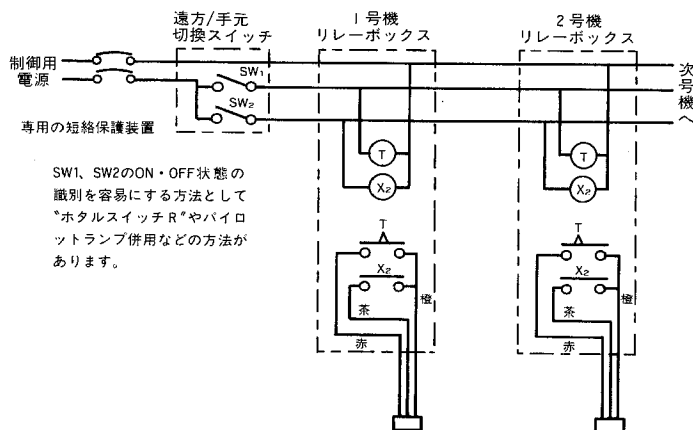 遠方/手元
切換スイッチ
1号機
リレーボックス
2号機
リレーボックス
制御用
電源
SW₁
SW₂
次号機へ
専用の短絡保護装置
SW1、SW2のON・OFF状態の
識別を容易にする方法として
〝ホタルスイッチR〞やパイロ
ットランプ併用などの方法が
あります。
T
X₂
T
X₂
T
X₂
橙
茶
赤
T
X₂
橙
茶
赤